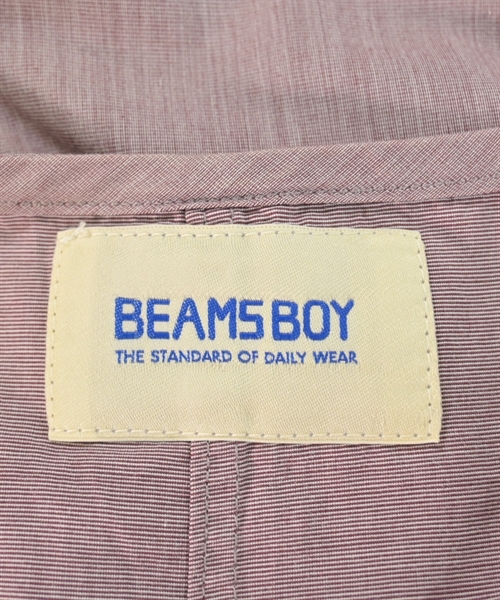 BEAMS BOY
THE STANDARD OF DAILY WEAR